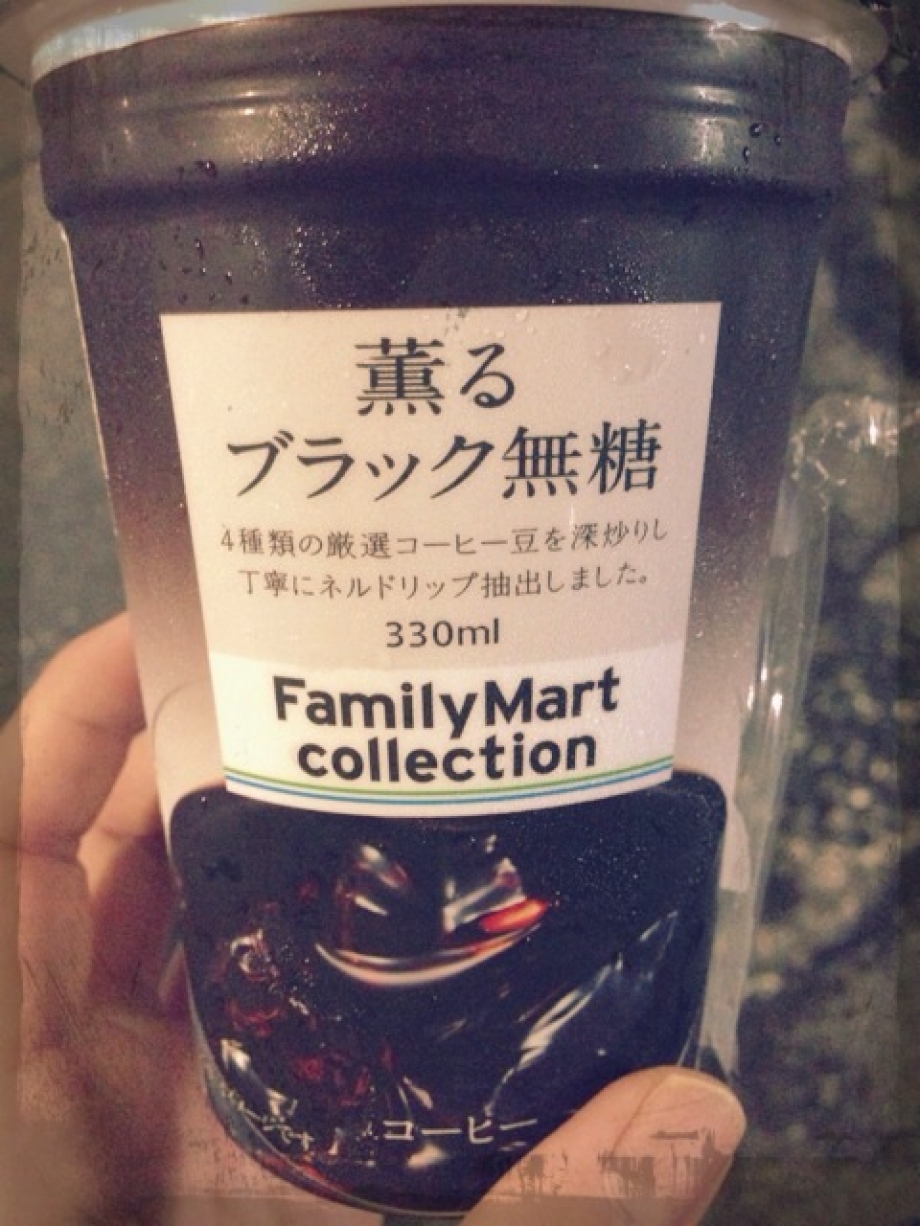 薫る
ブラック無糖
4種類の厳選コーヒー豆を深炒りし
丁寧にネルドリップ抽出しました。
330ml
FamilyMart
collection
コーヒー